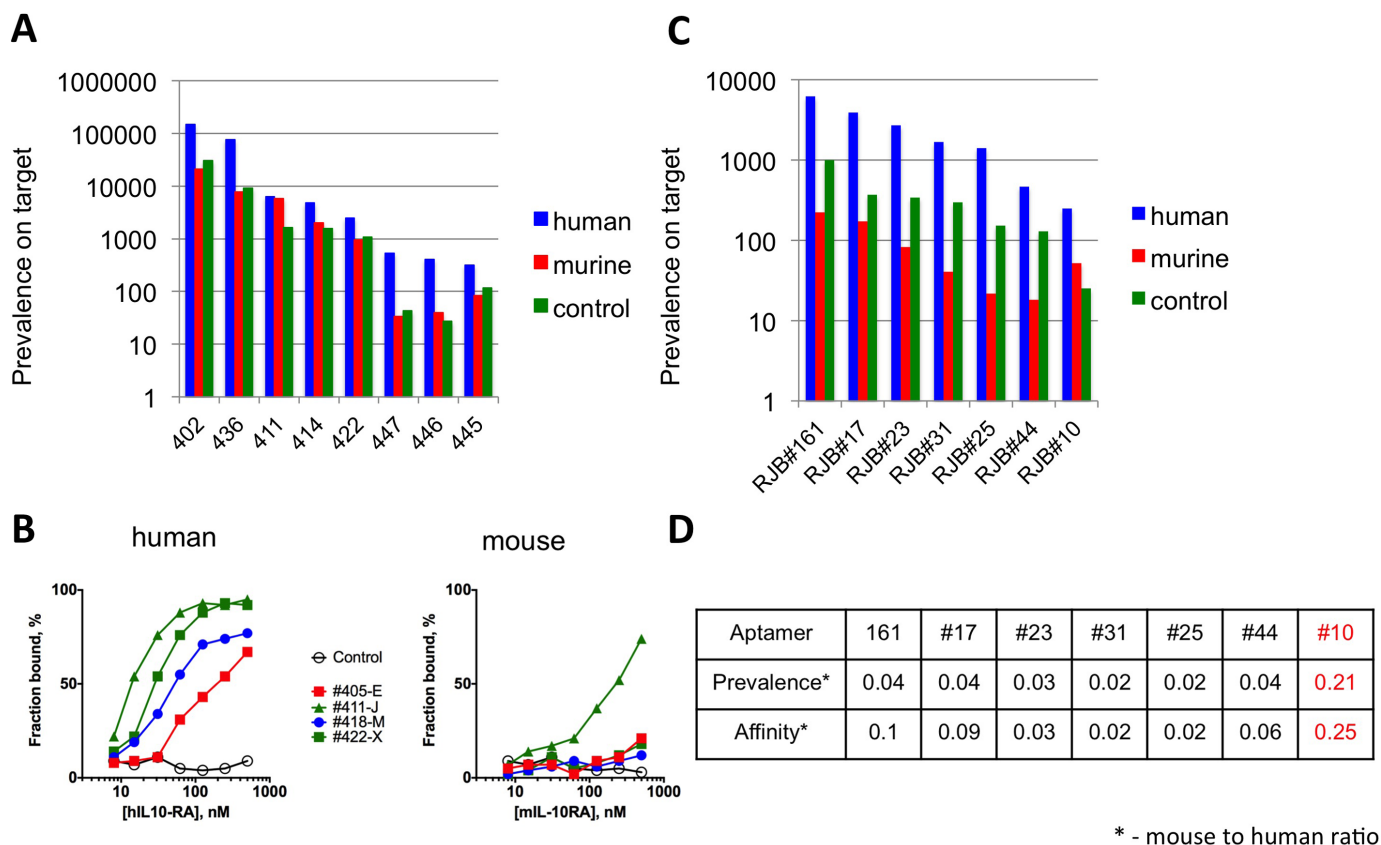 A
Prevalence on target
1000000
100000
10000
1000
100
10
1
402
436
411
414
422
447
446
445
human
murine
control
C
Prevalence on target
10000
1000
100
10
1
RJB#161
RJB#17
RJB#23
RJB#31
RJB#25
RJB#44
RJB#10
human
murine
control
B
human
Fraction bound, %
100
50
0
10
100
1000
[hIL10-RA], nM
Control
#405-E
#411-J
#418-M
#422-X
mouse
Fraction bound, %
100
50
0
10
100
1000
[mIL-10RA], nM
D
Aptamer 161 #17 #23 #31 #25 #44 #10
Prevalence* 0.04 0.04 0.03 0.02 0.02 0.04 0.21
Affinity* 0.1 0.09 0.03 0.02 0.02 0.06 0.25
* - mouse to human ratio